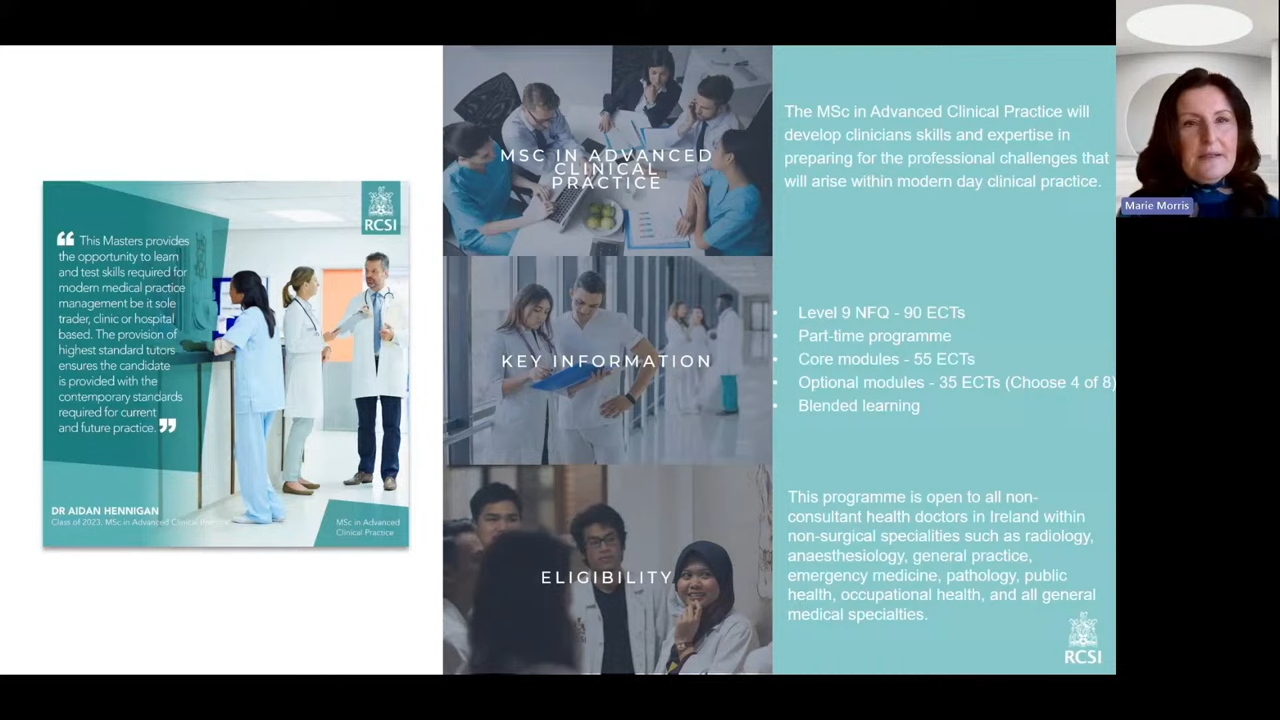 RCSI
“ This Masters provides
the opportunity to learn
and test skills required for
modern medical practice
management be it sole
trader, clinic or hospital
based. The provision of
highest standard tutors
ensures the candidate
is provided with the
contemporary standards
required for current
and future practice. ”
DR AIDAN HENNIGAN
Class of 2023, MSc in Advanced Clinical Practice
MSc in Advanced
Clinical Practice
MSC IN ADVANCED
CLINICAL
PRACTICE
The MSc in Advanced Clinical Practice will
develop clinicians skills and expertise in
preparing for the professional challenges that
will arise within modern day clinical practice.
KEY INFORMATION
• Level 9 NFQ - 90 ECTs
• Part-time programme
• Core modules - 55 ECTs
• Optional modules - 35 ECTs (Choose 4 of 8)
• Blended learning
ELIGIBILITY
This programme is open to all non-
consultant health doctors in Ireland within
non-surgical specialities such as radiology,
anaesthesiology, general practice,
emergency medicine, pathology, public
health, occupational health, and all general
medical specialties.
RCSI
Marie Morris